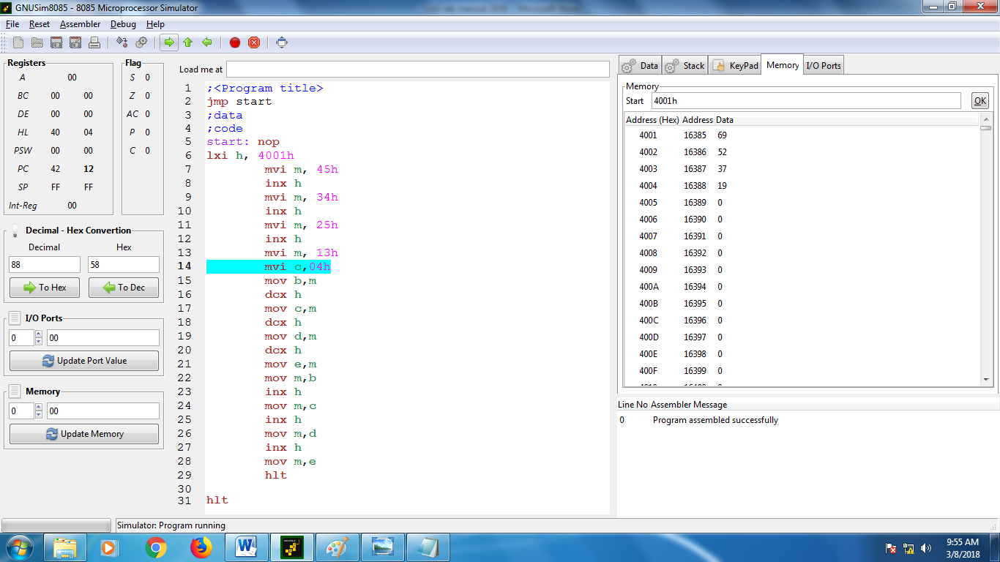 GNUSim8085 - 8085 Microprocessor Simulator
File Reset Assembler Debug Help
Registers
A 00
BC 00 00
DE 00 00
HL 40 04
PSW 00 00
PC 42 12
SP FF FF
Int-Reg 00
Flag
S 0
Z 0
AC 0
P 0
C 0
Decimal - Hex Convertion
Decimal Hex
88 58
To Hex To Dec
I/O Ports
0 00
Update Port Value
Memory
0 00
Update Memory
Load me at
1 ;<Program title>
2 jmp start
3 ;data
4 ;code
5 start: nop
6 lxi h, 4001h
7 mvi m, 45h
8 inx h
9 mvi m, 34h
10 inx h
11 mvi m, 25h
12 inx h
13 mvi m, 13h
14 mvi c,04h
15 mov b,m
16 dcx h
17 mov c,m
18 dcx h
19 mov d,m
20 dcx h
21 mov e,m
22 mov m,b
23 inx h
24 mov m,c
25 inx h
26 mov m,d
27 inx h
28 mov m,e
29 hlt
30
31 hlt
Data Stack KeyPad Memory I/O Ports
Memory
Start 4001h OK
Address (Hex) Address Data
4001 16385 69
4002 16386 52
4003 16387 37
4004 16388 19
4005 16389 0
4006 16390 0
4007 16391 0
4008 16392 0
4009 16393 0
400A 16394 0
400B 16395 0
400C 16396 0
400D 16397 0
400E 16398 0
400F 16399 0
Line No Assembler Message
0 Program assembled successfully
Simulator: Program running
9:55 AM
3/8/2018